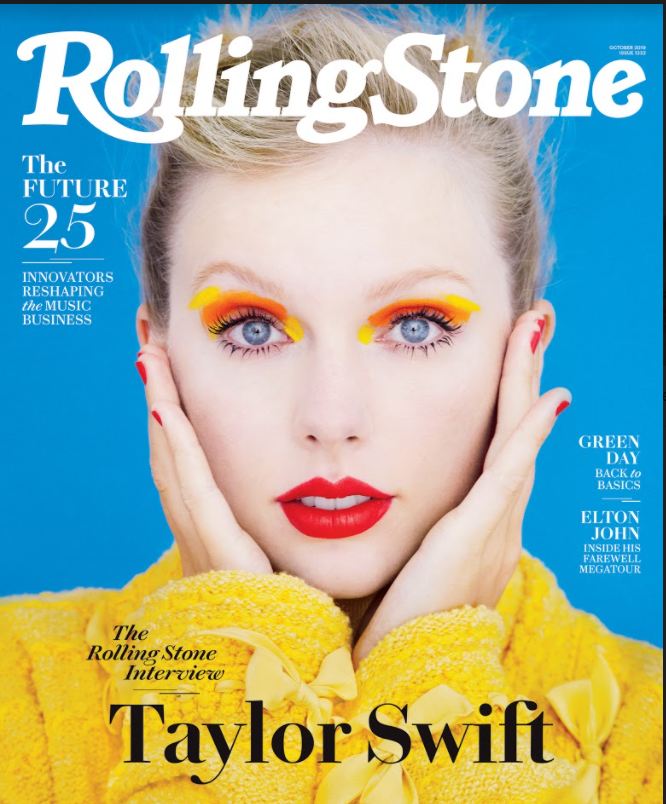 RollingStone
OCTOBER 2019
ISSUE 1332
The
FUTURE
25
INNOVATORS
RESHAPING
the MUSIC
BUSINESS
GREEN
DAY
BACK to
BASICS
ELTON
JOHN
INSIDE HIS
FAREWELL
MEGATOUR
The
Rolling Stone
Interview
Taylor Swift